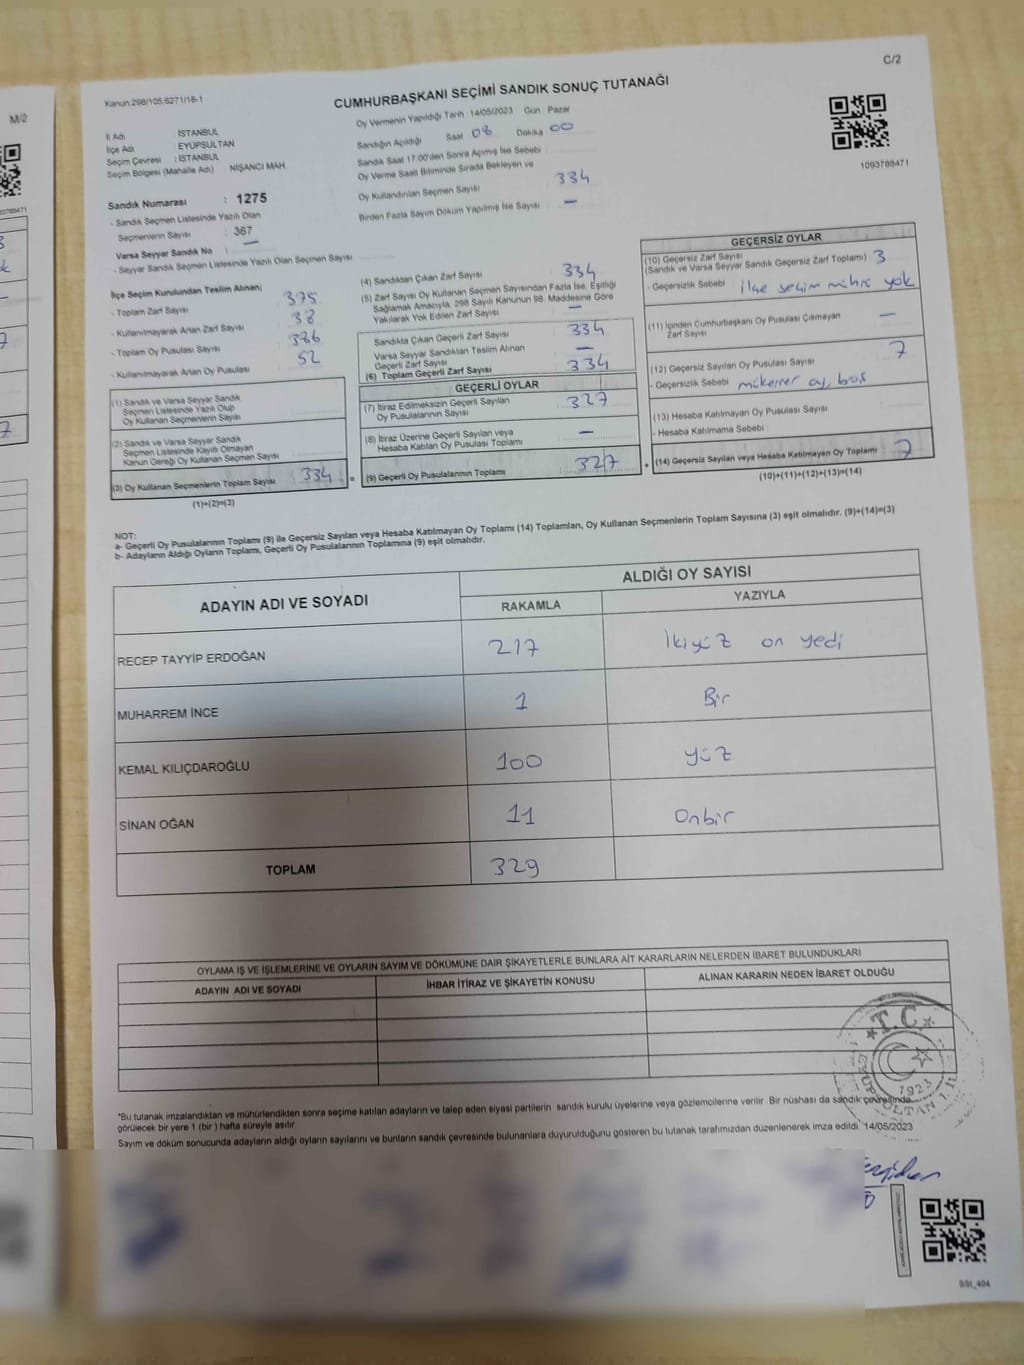 C/2
Kanun.298/105,6271/18-1
CUMHURBAŞKANI SEÇİMİ SANDIK SONUÇ TUTANAĞI
1093788471
İl Adı : İSTANBUL
İlçe Adı : EYÜPSULTAN
Seçim Çevresi : İSTANBUL
Seçim Bölgesi (Mahalle Adı) : NİŞANCI MAH.
Sandık Numarası : 1275
- Sandık Seçmen Listesinde Yazılı Olan
Seçmenlerin Sayısı : 367
Varsa Seyyar Sandık No : —
- Seyyar Sandık Seçmen Listesinde Yazılı Olan Seçmen Sayısı
İlçe Seçim Kurulundan Teslim Alınan;
- Toplam Zarf Sayısı 375
- Kullanılmayarak Artan Zarf Sayısı 38
- Toplam Oy Pusulası Sayısı 386
- Kullanılmayarak Artan Oy Pusulası 52
Oy Vermenin Yapıldığı Tarih :14/05/2023 Gün : Pazar
Sandığın Açıldığı Saat 08 Dakika 00
Sandık Saat 17.00'den Sonra Açılmış İse Sebebi
Oy Verme Saati Bitiminde Sırada Bekleyen ve
Oy Kullandırılan Seçmen Sayısı 334
Birden Fazla Sayım Döküm Yapılmış İse Sayısı —
(1) Sandık ve Varsa Seyyar Sandık
Seçmen Listesinde Yazılı Olup
Oy Kullanan Seçmenlerin Sayısı
(2) Sandık ve Varsa Seyyar Sandık
Seçmen Listesinde Kayıtlı Olmayan
Kanun Gereği Oy Kullanan Seçmen Sayısı
(3) Oy Kullanan Seçmenlerin Toplam Sayısı 334
(1)+(2)=(3)
(4) Sandıktan Çıkan Zarf Sayısı 334
(5) Zarf Sayısı Oy Kullanan Seçmen Sayısından Fazla İse, Eşitliği
Sağlamak Amacıyla, 298 Sayılı Kanunun 98. Maddesine Göre
Yakılarak Yok Edilen Zarf Sayısı —
Sandıkta Çıkan Geçerli Zarf Sayısı 334
Varsa Seyyar Sandıktan Teslim Alınan
Geçerli Zarf Sayısı —
(6) Toplam Geçerli Zarf Sayısı 334
GEÇERLİ OYLAR
(7) İtiraz Edilmeksizin Geçerli Sayılan
Oy Pusulalarının Sayısı 327
(8) İtiraz Üzerine Geçerli Sayılan veya
Hesaba Katılan Oy Pusulası Toplamı —
= (9) Geçerli Oy Pusulalarının Toplamı 327 +
GEÇERSİZ OYLAR
(10) Geçersiz Zarf Sayısı
(Sandık ve Varsa Seyyar Sandık Geçersiz Zarf Toplamı) 3
- Geçersizlik Sebebi ilçe seçim mührü yok
(11) İçinden Cumhurbaşkanı Oy Pusulası Çıkmayan
Zarf Sayısı —
(12) Geçersiz Sayılan Oy Pusulası Sayısı 7
- Geçersizlik Sebebi mükerrer oy, boş
(13) Hesaba Katılmayan Oy Pusulası Sayısı
- Hesaba Katılmama Sebebi
(14) Geçersiz Sayılan veya Hesaba Katılmayan Oy Toplamı 7
(10)+(11)+(12)+(13)=(14)
NOT:
a- Geçerli Oy Pusulalarının Toplamı (9) ile Geçersiz Sayılan veya Hesaba Katılmayan Oy Toplamı (14) Toplamları, Oy Kullanan Seçmenlerin Toplam Sayısına (3) eşit olmalıdır. (9)+(14)=(3)
b- Adayların Aldığı Oyların Toplamı, Geçerli Oy Pusulalarının Toplamına (9) eşit olmalıdır.
ADAYIN ADI VE SOYADI
ALDIĞI OY SAYISI
RAKAMLA YAZIYLA
RECEP TAYYİP ERDOĞAN 217 İkiyüz on yedi
MUHARREM İNCE 1 Bir
KEMAL KILIÇDAROĞLU 100 yüz
SİNAN OĞAN 11 Onbir
TOPLAM 329
OYLAMA İŞ VE İŞLEMLERİNE VE OYLARIN SAYIM VE DÖKÜMÜNE DAİR ŞİKAYETLERLE BUNLARA AİT KARARLARIN NELERDEN İBARET BULUNDUKLARI
ADAYIN ADI VE SOYADI İHBAR İTİRAZ VE ŞİKAYETİN KONUSU ALINAN KARARIN NEDEN İBARET OLDUĞU
T.C.
1923
*Bu tutanak imzalandıktan ve mühürlendikten sonra seçime katılan adayların ve talep eden siyasi partilerin sandık kurulu üyelerine veya gözlemcilerine verilir. Bir nüshası da sandık çevresinde
görülecek bir yere 1 (bir ) hafta süreyle asılır.
Sayım ve döküm sonucunda adayların aldığı oyların sayılarını ve bunların sandık çevresinde bulunanlara duyurulduğunu gösteren bu tutanak tarafımızdan düzenlenerek imza edildi. 14/05/2023
BBI_404
M/2